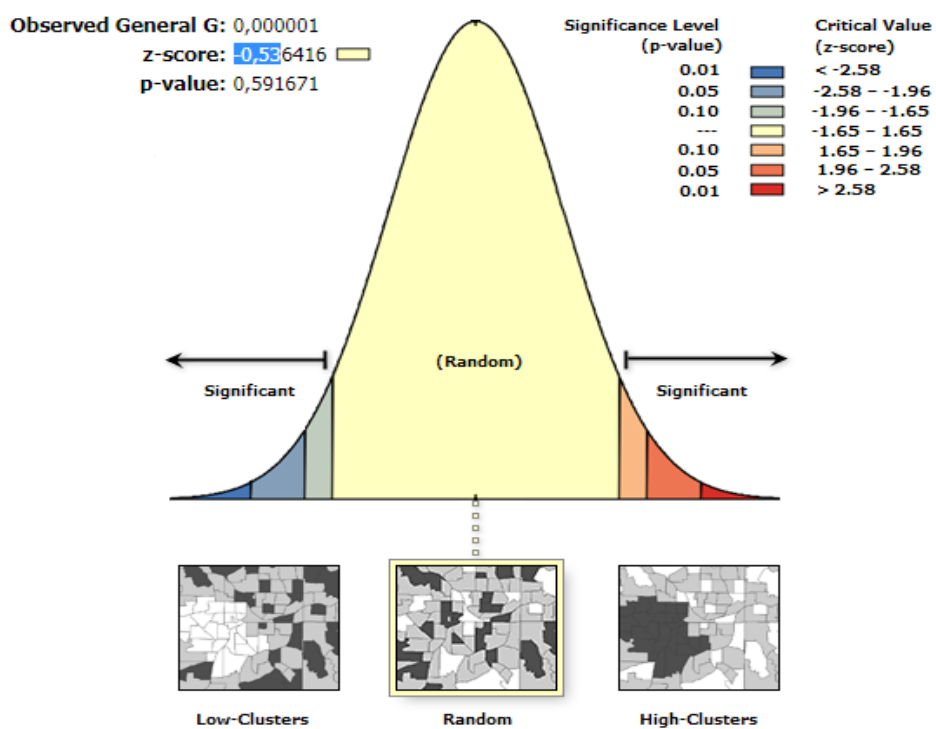 Observed General G: 0,000001
z-score: -0,536416
p-value: 0,591671
Significance Level
(p-value)
Critical Value
(z-score)
0.01 < -2.58
0.05 -2.58 – -1.96
0.10 -1.96 – -1.65
--- -1.65 – 1.65
0.10 1.65 – 1.96
0.05 1.96 – 2.58
0.01 > 2.58
(Random)
Significant
Significant
Low-Clusters
Random
High-Clusters